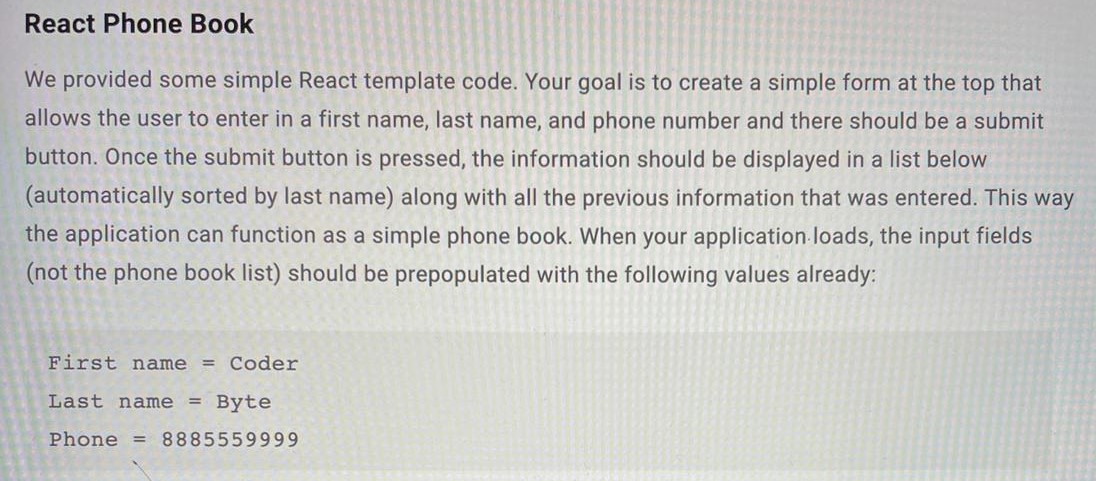 React Phone Book
We provided some simple React template code. Your goal is to create a simple form at the top that
allows the user to enter in a first name, last name, and phone number and there should be a submit
button. Once the submit button is pressed, the information should be displayed in a list below
(automatically sorted by last name) along with all the previous information that was entered. This way
the application can function as a simple phone book. When your application loads, the input fields
(not the phone book list) should be prepopulated with the following values already:
First name = Coder
Last name = Byte
Phone = 8885559999